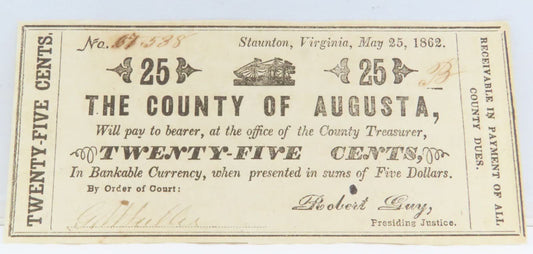 TWENTY-FIVE CENTS.
No. 67.538 Staunton, Virginia, May 25, 1862.
25 25 B
THE COUNTY OF AUGUSTA,
Will pay to bearer, at the office of the County Treasurer,
TWENTY-FIVE CENTS,
In Bankable Currency, when presented in sums of Five Dollars.
By Order of Court:
Robert Guy,
Presiding Justice.
RECEIVABLE IN PAYMENT OF ALL
COUNTY DUES.